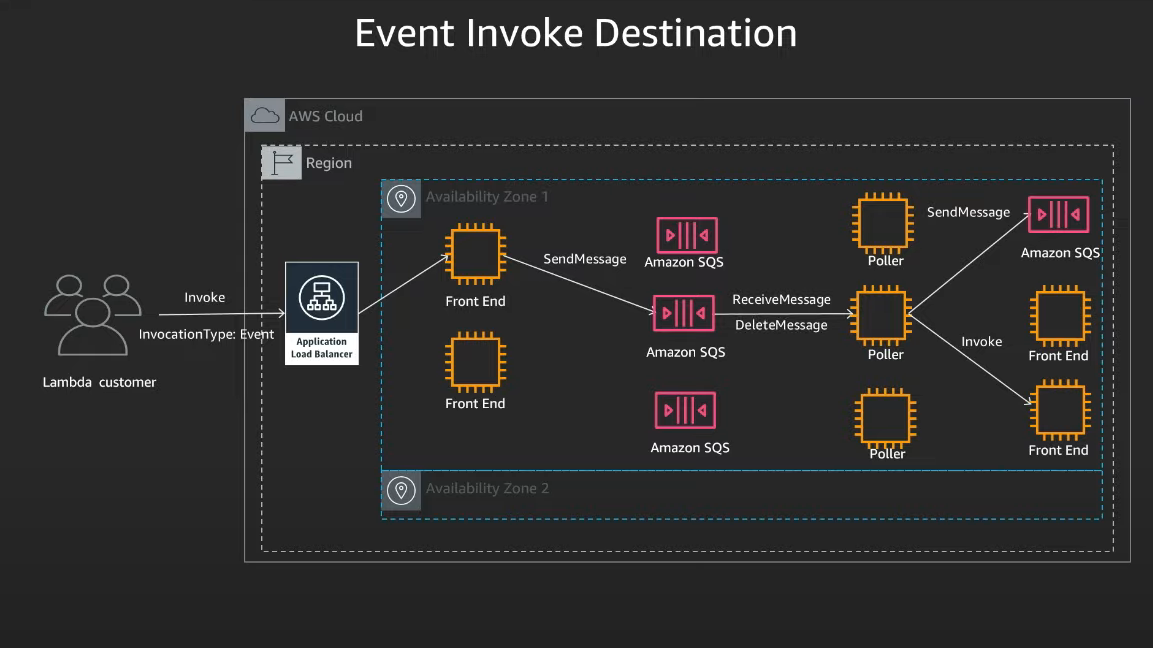 Event Invoke Destination
AWS Cloud
Region
Availability Zone 1
Invoke
InvocationType: Event
Lambda customer
Application
Load Balancer
Front End
Front End
SendMessage
Amazon SQS
Amazon SQS
Amazon SQS
ReceiveMessage
DeleteMessage
Poller
Poller
Poller
SendMessage
Invoke
Amazon SQS
Front End
Front End
Availability Zone 2